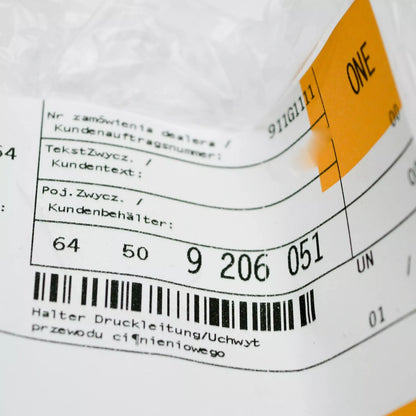 ONE
Nr zamówienia dealera / 911G1111
Kundenauftragsnummer:
TekstZwycz. /
Kundentext:
Poj.Zwycz. /
Kundenbehälter:
64 50 9 206 051
UN /
01
Halter Druckleitung/Uchwyt
przewodu ci¶nieniowego